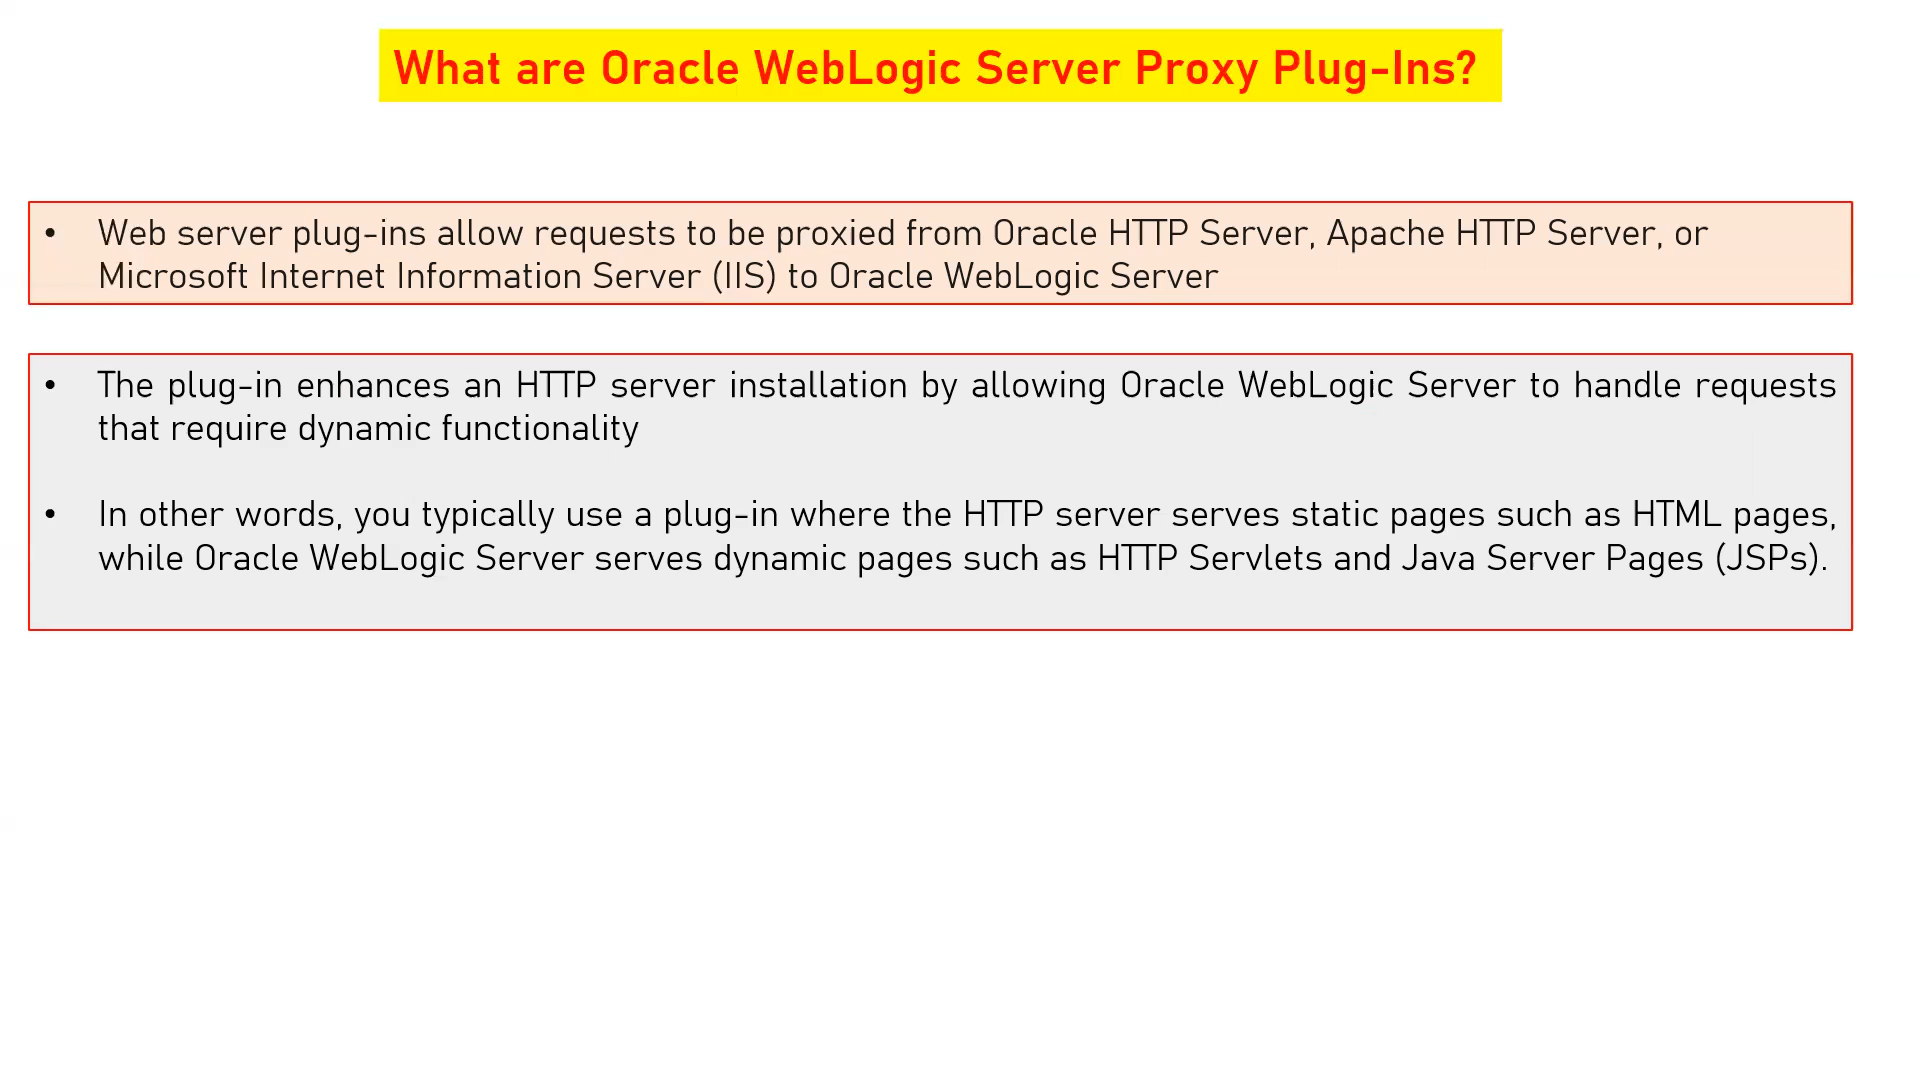 What are Oracle WebLogic Server Proxy Plug-Ins?
• Web server plug-ins allow requests to be proxied from Oracle HTTP Server, Apache HTTP Server, or
Microsoft Internet Information Server (IIS) to Oracle WebLogic Server
• The plug-in enhances an HTTP server installation by allowing Oracle WebLogic Server to handle requests
that require dynamic functionality
• In other words, you typically use a plug-in where the HTTP server serves static pages such as HTML pages,
while Oracle WebLogic Server serves dynamic pages such as HTTP Servlets and Java Server Pages (JSPs).